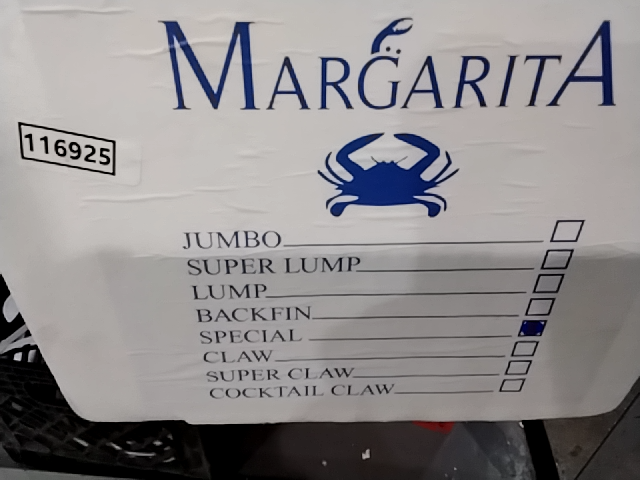 MARGARITA
116925
JUMBO
SUPER LUMP
LUMP
BACKFIN
SPECIAL
CLAW
SUPER CLAW
COCKTAIL CLAW